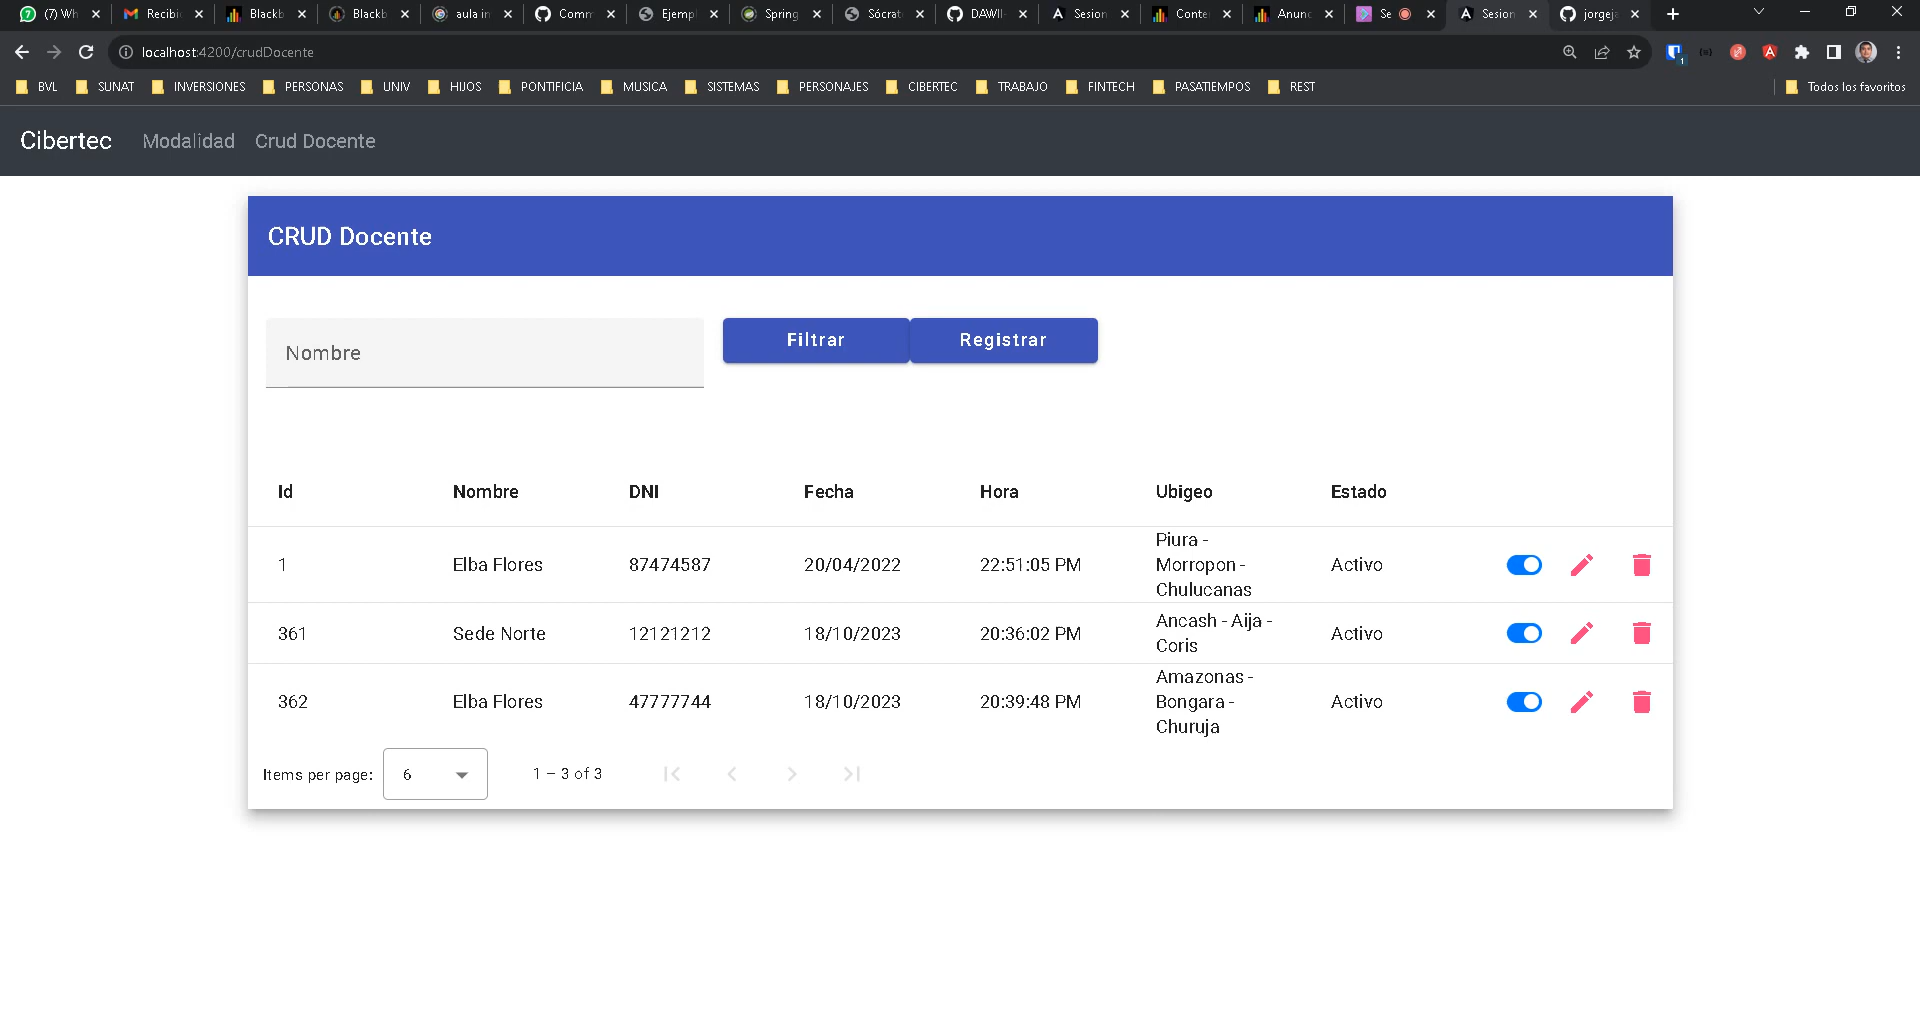 (7) Wh
Recibi
Blackb
Blackb
aula in
Comm
Ejempl
Spring
Sócrat
DAWII-
Sesion
Conte
Anunc
Se
Sesion
jorgeja
localhost:4200/crudDocente
BVL
SUNAT
INVERSIONES
PERSONAS
UNIV
HIJOS
PONTIFICIA
MUSICA
SISTEMAS
PERSONAJES
CIBERTEC
TRABAJO
FINTECH
PASATIEMPOS
REST
Todos los favoritos
Cibertec Modalidad Crud Docente
CRUD Docente
Nombre
Filtrar Registrar
Id Nombre DNI Fecha Hora Ubigeo Estado
1 Elba Flores 87474587 20/04/2022 22:51:05 PM Piura -
Morropon -
Chulucanas
Activo
361 Sede Norte 12121212 18/10/2023 20:36:02 PM Ancash - Aija -
Coris
Activo
362 Elba Flores 47777744 18/10/2023 20:39:48 PM Amazonas -
Bongara -
Churuja
Activo
Items per page: 6 1 – 3 of 3